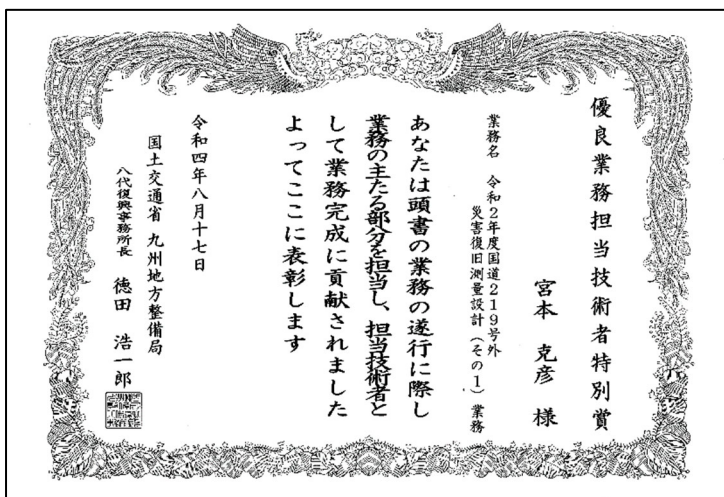 優良業務担当技術者特別賞
宮本 克彦 様
業務名 令和2年度国道219号外
災害復旧測量設計(その1)業務
あなたは頭書の業務の遂行に際し
業務の主たる部分を担当し、担当技術者と
して業務完成に貢献されました
よってここに表彰します
令和四年八月十七日
国土交通省 九州地方整備局
八代復興事務所長 徳田 浩一郎